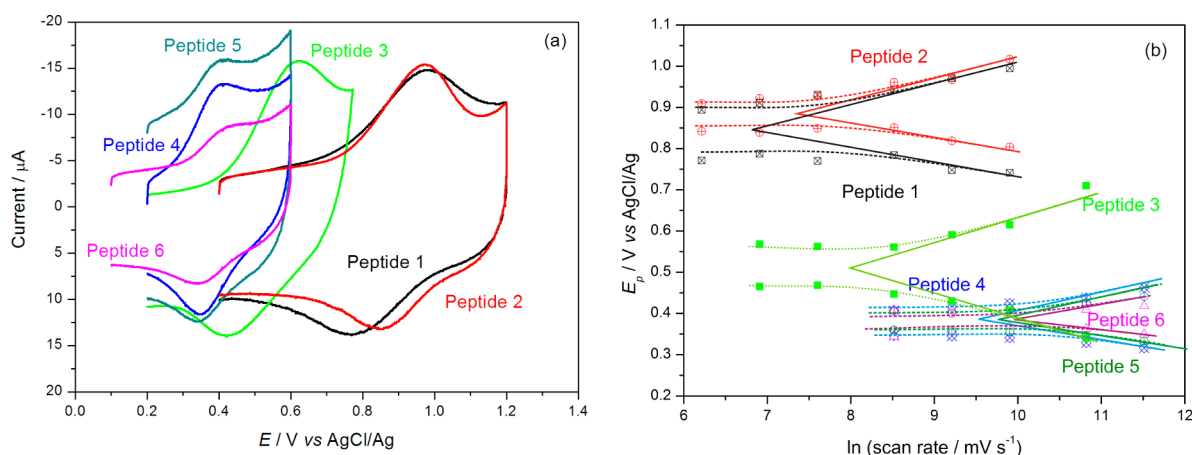 (a)
Peptide 5
Peptide 3
Peptide 4
Peptide 6
Peptide 1
Peptide 2
Current / μA
-20
-15
-10
-5
0
5
10
15
20
0.0 0.2 0.4 0.6 0.8 1.0 1.2 1.4
E / V vs AgCl/Ag
(b)
Peptide 2
Peptide 1
Peptide 3
Peptide 4
Peptide 6
Peptide 5
Ep / V vs AgCl/Ag
1.1
1.0
0.9
0.8
0.7
0.6
0.5
0.4
0.3
0.2
6 7 8 9 10 11 12
ln (scan rate / mV s⁻¹)